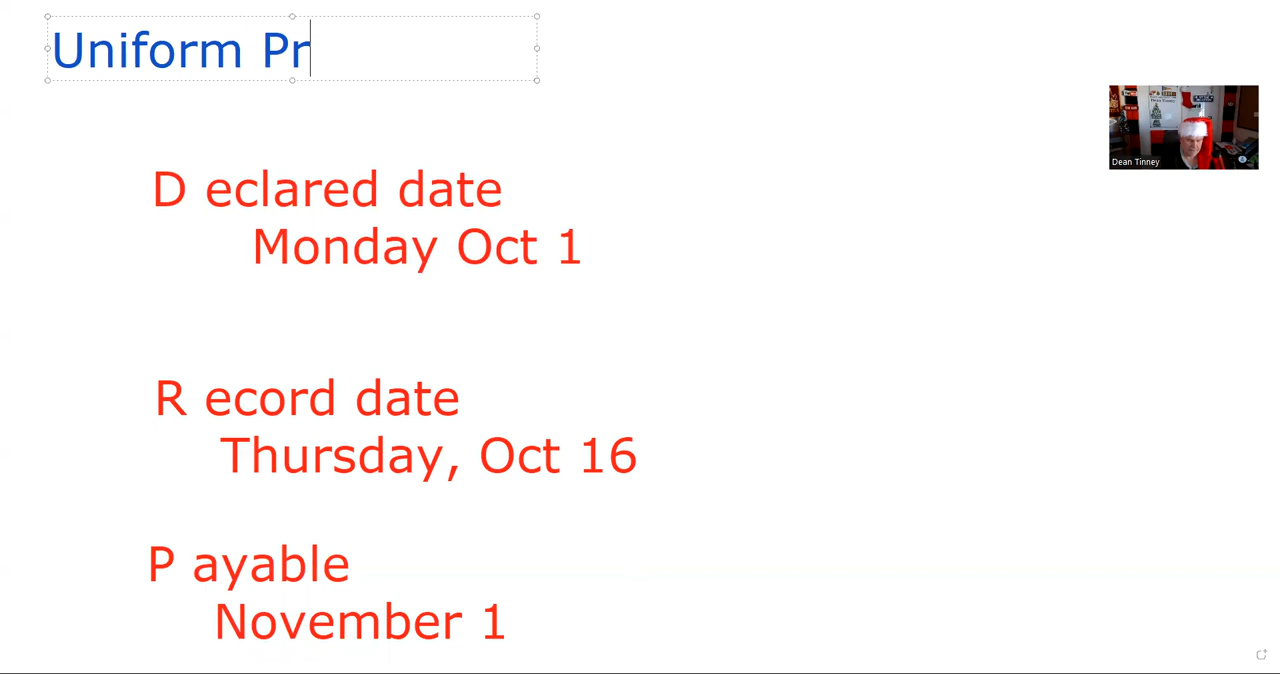 Uniform Pr
D eclared date
Monday Oct 1
R ecord date
Thursday, Oct 16
P ayable
November 1
Dean Tinney